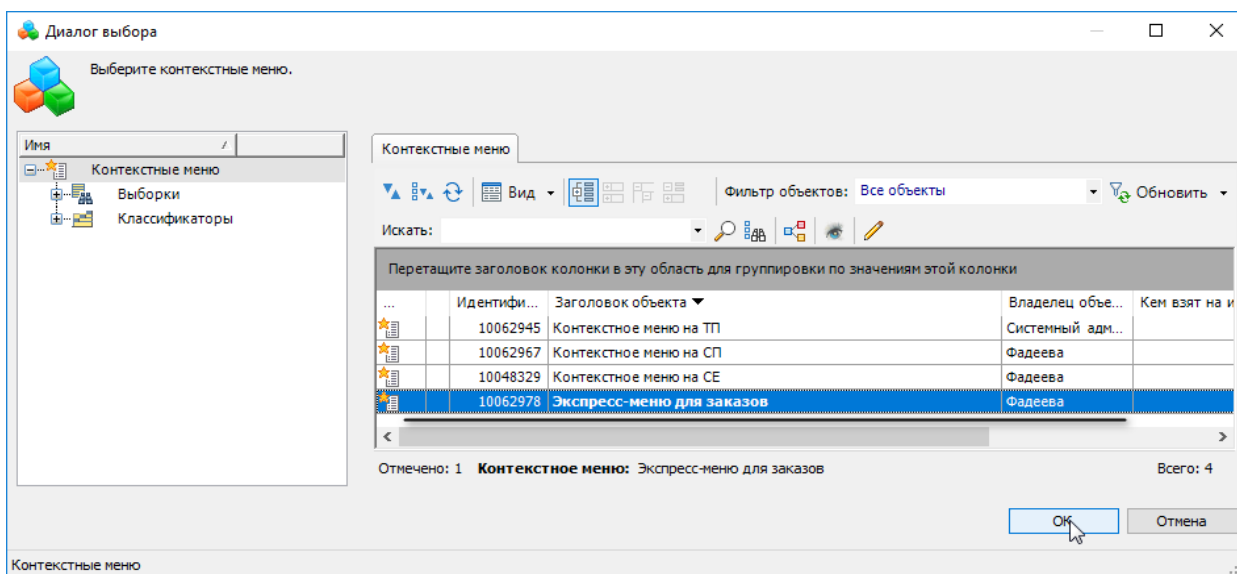 Диалог выбора
Выберите контекстные меню.
Имя
Контекстные меню
Выборки
Классификаторы
Контекстные меню
Вид Фильтр объектов: Все объекты Обновить
Искать:
Перетащите заголовок колонки в эту область для группировки по значениям этой колонки
... Идентифи... Заголовок объекта Владелец объе... Кем взят на и
10062945 Контекстное меню на ТП Системный адм...
10062967 Контекстное меню на СП Фадеева
10048329 Контекстное меню на СЕ Фадеева
10062978 Экспресс-меню для заказов Фадеева
Отмечено: 1 Контекстное меню: Экспресс-меню для заказов Всего: 4
ОК Отмена
Контекстные меню